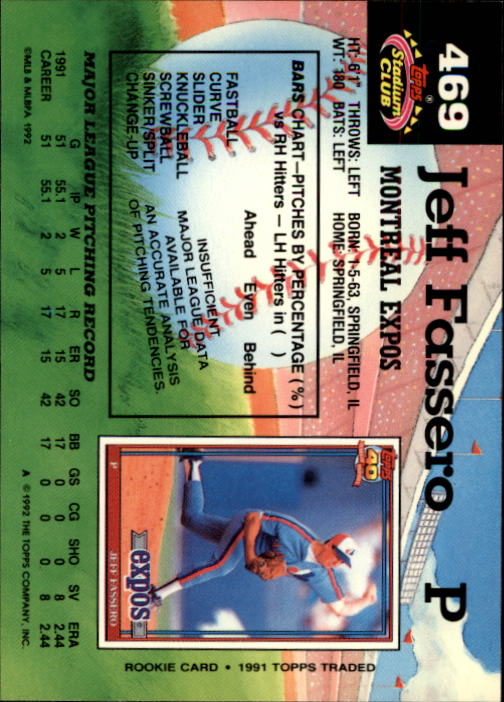 469
Topps
Stadium
CLUB
Jeff Fassero P
MONTREAL EXPOS
HT: 6'1" THROWS: LEFT BORN 1-5-63, SPRINGFIELD, IL
WT: 180 BATS: LEFT HOME: SPRINGFIELD, IL
BARS CHART—PITCHES BY PERCENTAGE (%)
vs RH Hitters – LH Hitters in ( )
Ahead Even Behind
FASTBALL
CURVE
SLIDER
KNUCKLEBALL
SCREWBALL
SINKER/SPLIT
CHANGE-UP
INSUFFICIENT
MAJOR LEAGUE DATA
AVAILABLE FOR
AN ACCURATE ANALYSIS
OF PITCHING TENDENCIES.
Topps
40
P
expos
JEFF FASSERO
ROOKIE CARD • 1991 TOPPS TRADED
MAJOR LEAGUE PITCHING RECORD
G IP W L R ER SO BB GS CG SHO SV ERA
1991 51 55.1 2 5 17 15 42 17 0 0 0 8 2.44
CAREER 51 55.1 2 5 17 15 42 17 0 0 0 8 2.44
©MLB & MLBPA 1992
A ©1992 THE TOPPS COMPANY, INC.